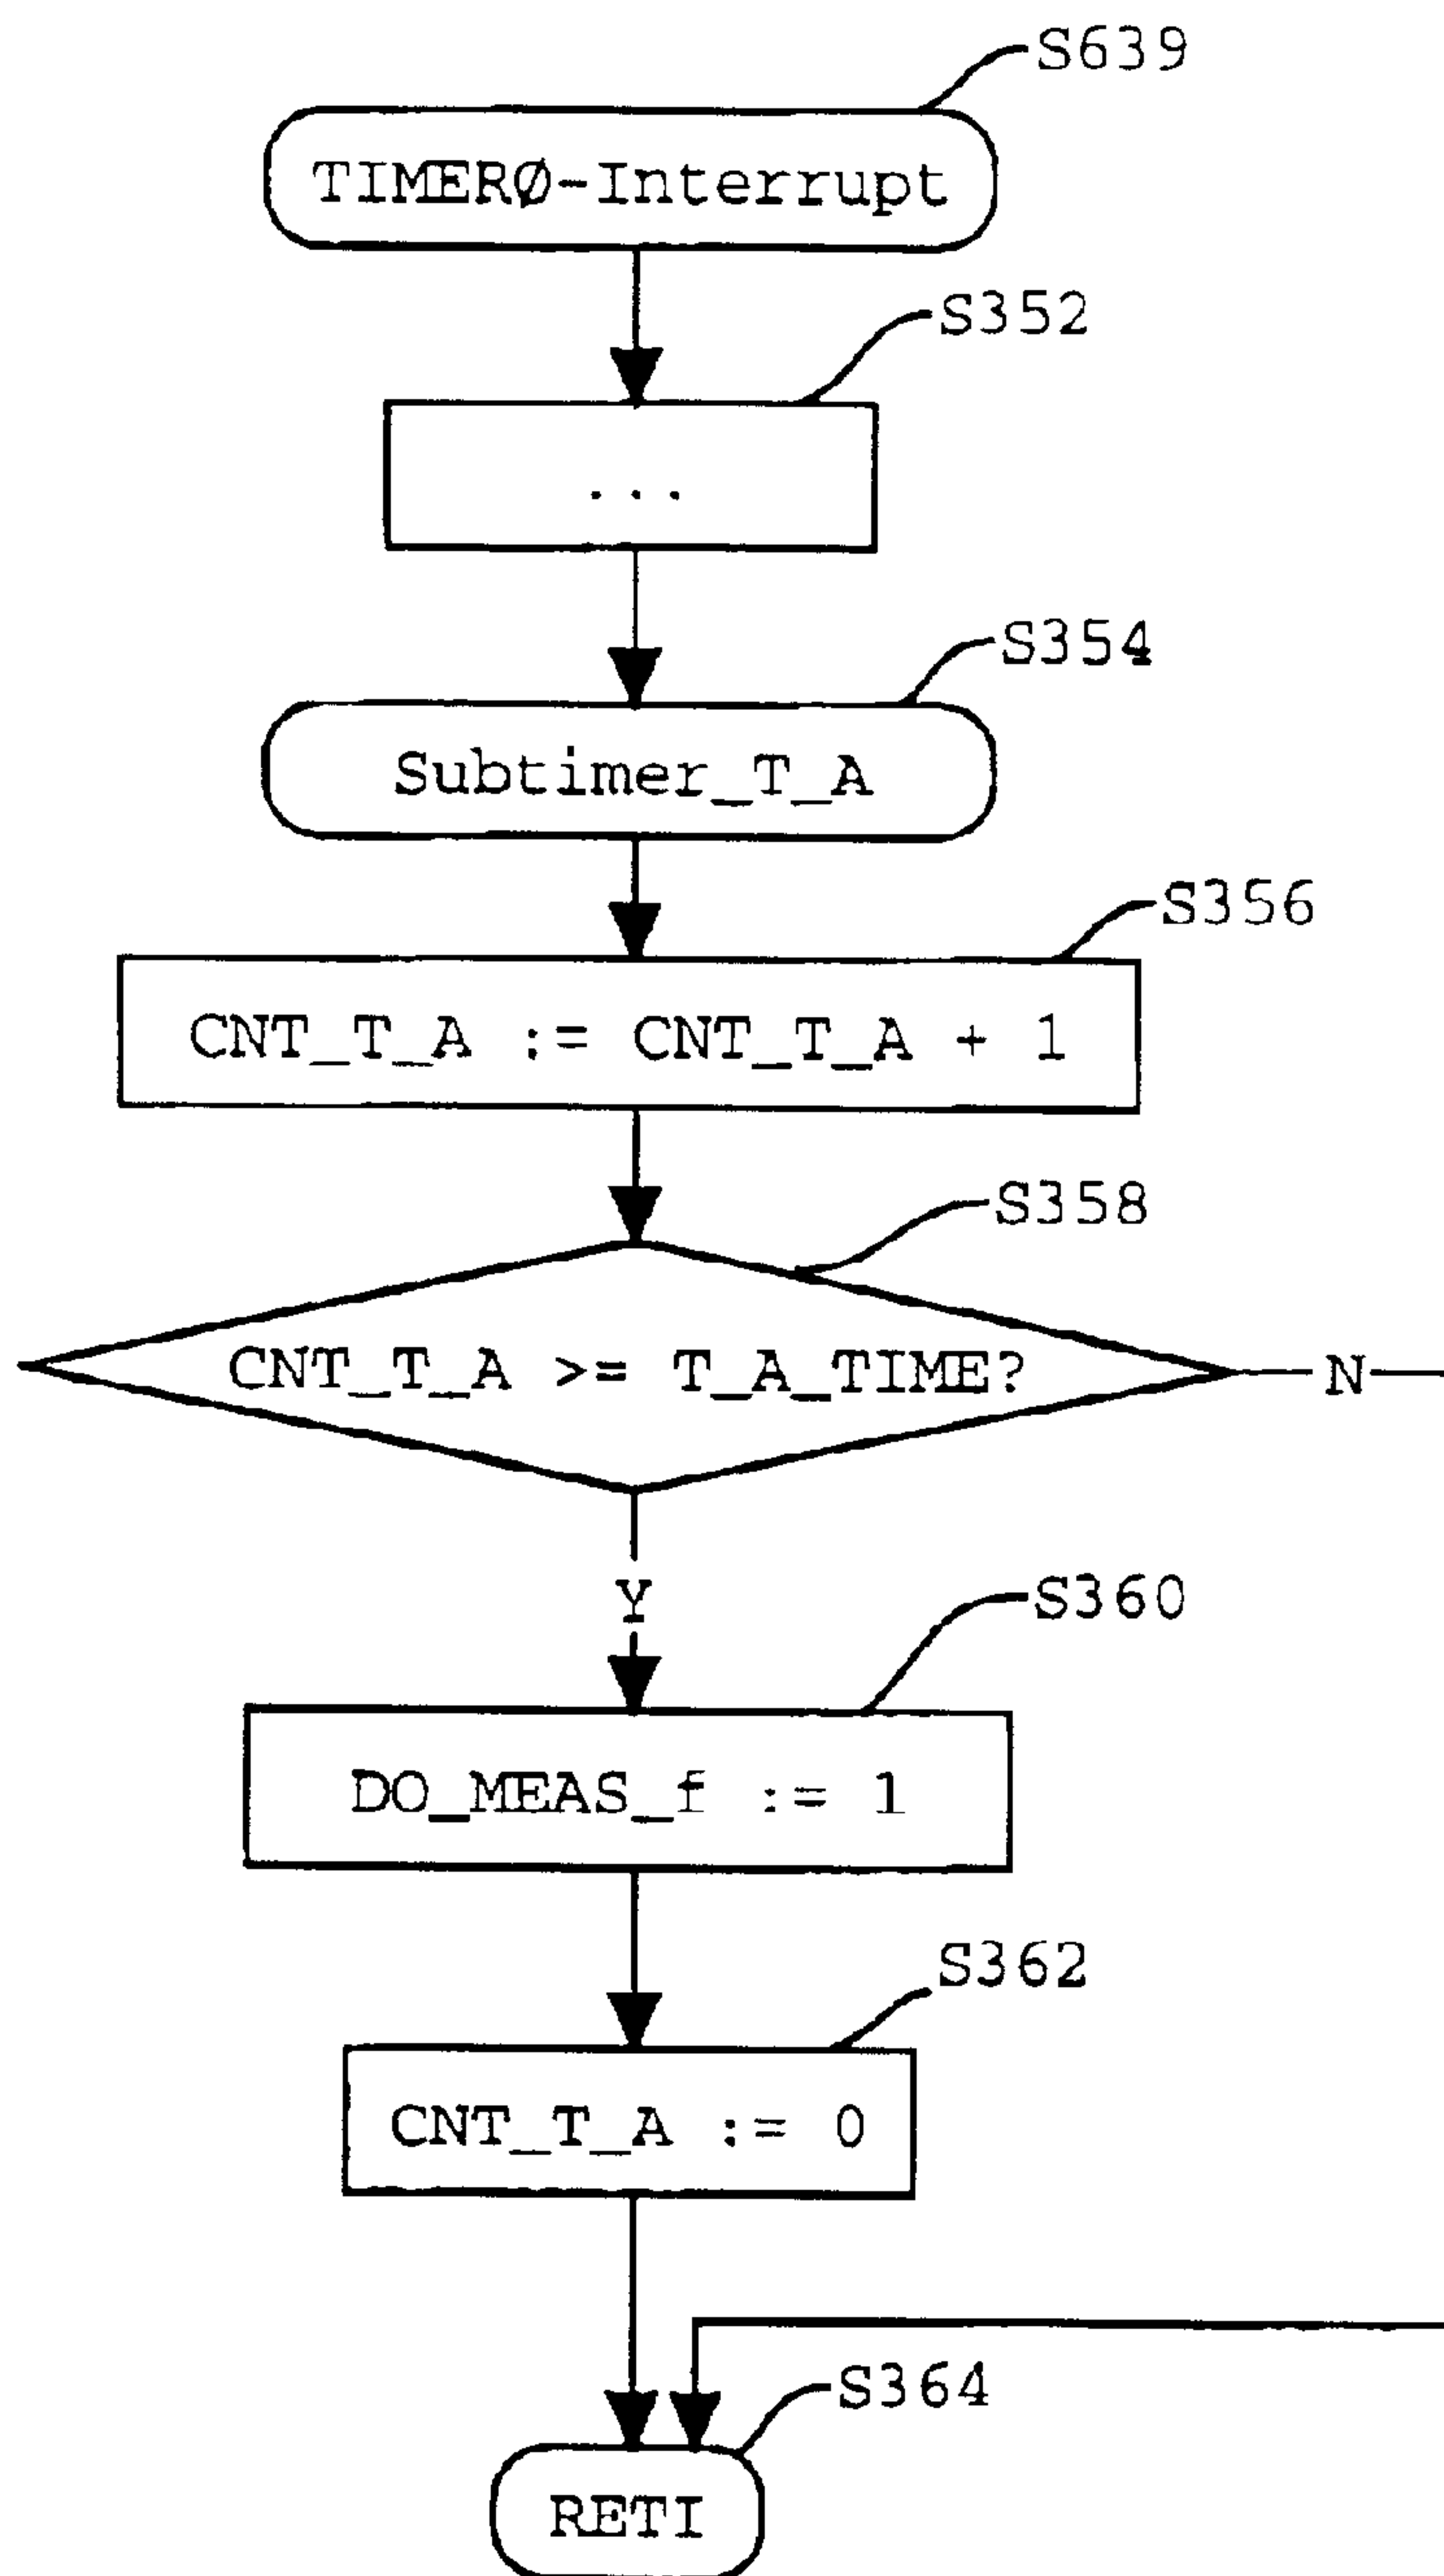 S639
TIMERØ-Interrupt
S352
...
S354
Subtimer_T_A
S356
CNT_T_A := CNT_T_A + 1
S358
CNT_T_A >= T_A_TIME?
N
Y
S360
DO_MEAS_f := 1
S362
CNT_T_A := 0
S364
RETI